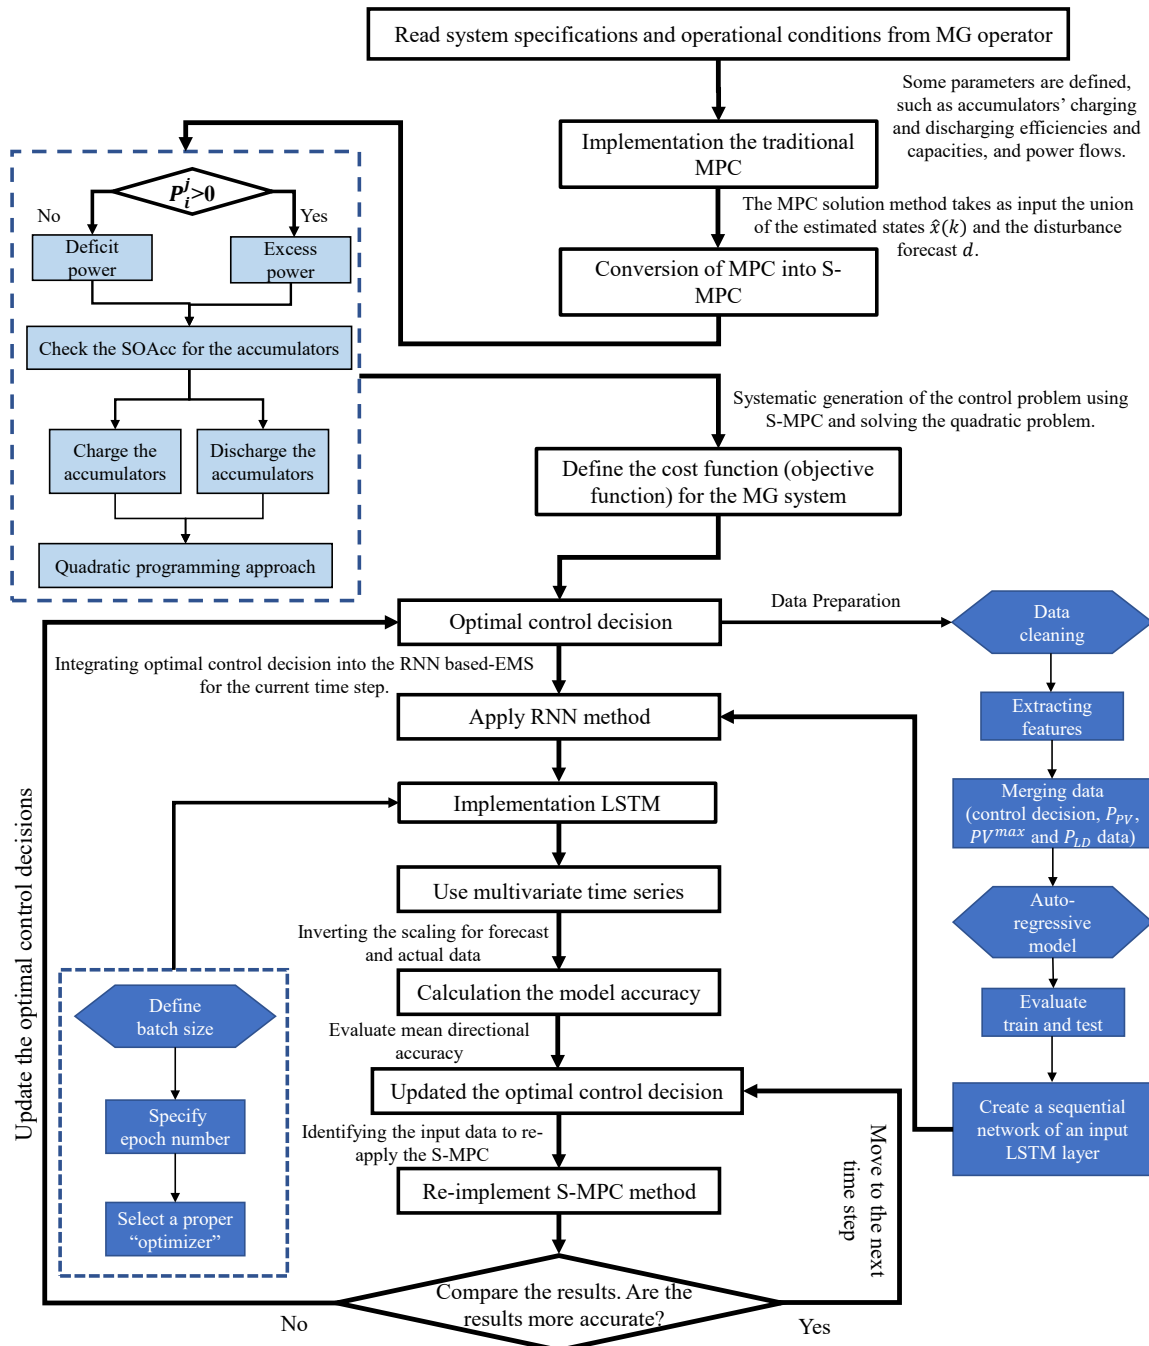 Read system specifications and operational conditions from MG operator
Some parameters are defined,
such as accumulators’ charging
and discharging efficiencies and
capacities, and power flows.
Implementation the traditional
MPC
The MPC solution method takes as input the union
of the estimated states x̂(k) and the disturbance
forecast d.
Conversion of MPC into S-
MPC
P_i^j>0
No
Yes
Deficit
power
Excess
power
Check the SOAcc for the accumulators
Charge the
accumulators
Discharge the
accumulators
Quadratic programming approach
Systematic generation of the control problem using
S-MPC and solving the quadratic problem.
Define the cost function (objective
function) for the MG system
Optimal control decision
Data Preparation
Data
cleaning
Integrating optimal control decision into the RNN based-EMS
for the current time step.
Apply RNN method
Extracting
features
Implementation LSTM
Merging data
(control decision, P_PV,
PV^max and P_LD data)
Use multivariate time series
Auto-
regressive
model
Inverting the scaling for forecast
and actual data
Calculation the model accuracy
Evaluate
train and test
Evaluate mean directional
accuracy
Updated the optimal control decision
Create a sequential
network of an input
LSTM layer
Identifying the input data to re-
apply the S-MPC
Re-implement S-MPC method
Define
batch size
Specify
epoch number
Select a proper
“optimizer”
Update the optimal control decisions
Move to the next
time step
Compare the results. Are the
results more accurate?
No
Yes